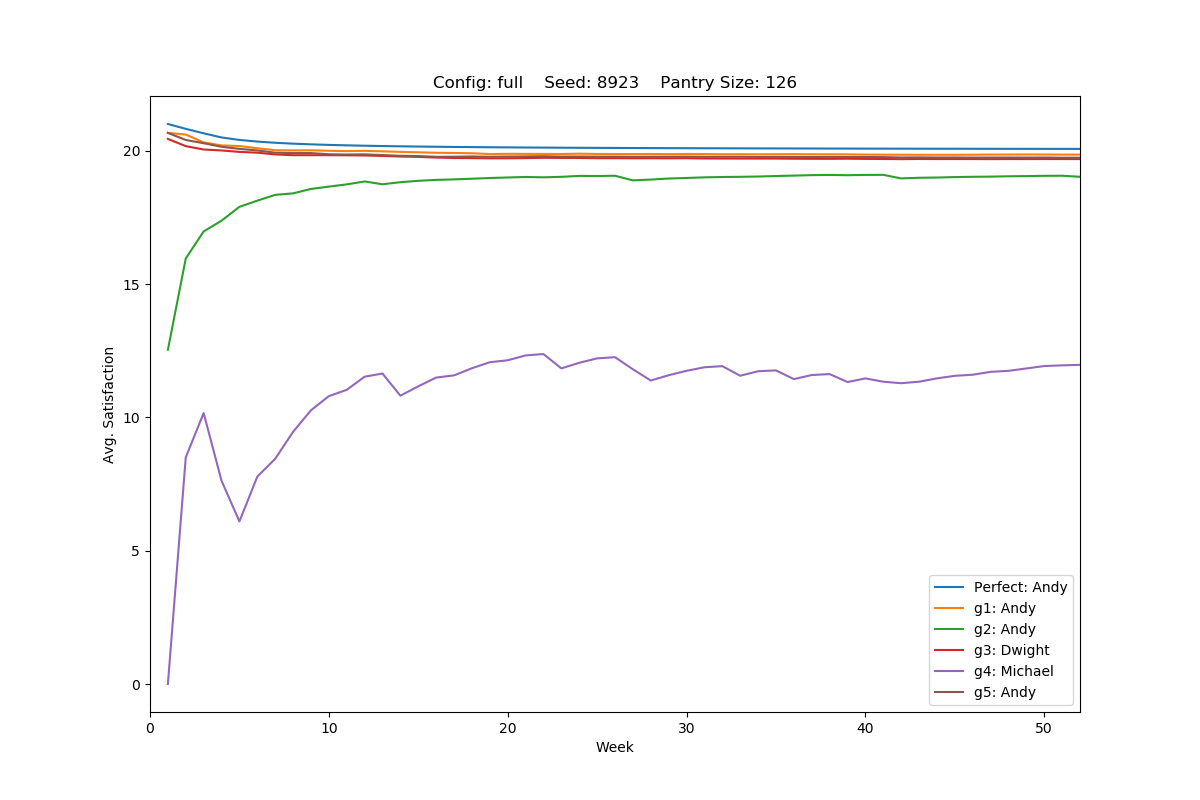 Config: full    Seed: 8923    Pantry Size: 126
Avg. Satisfaction
20
15
10
5
0
0 10 20 30 40 50
Week
Perfect: Andy
g1: Andy
g2: Andy
g3: Dwight
g4: Michael
g5: Andy